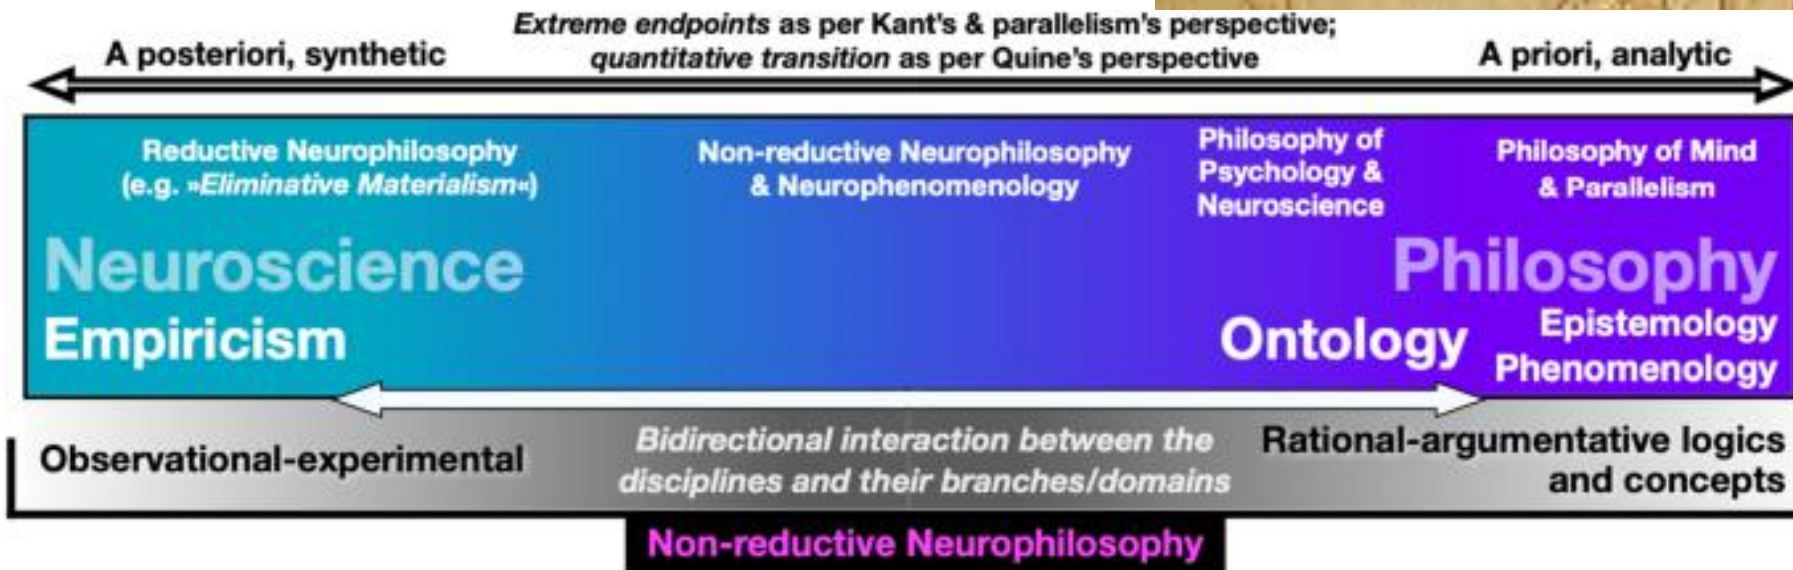 Extreme endpoints as per Kant's & parallelism's perspective;
A posteriori, synthetic
quantitative transition as per Quine's perspective
A priori, analytic
Reductive Neurophilosophy
(e.g. »Eliminative Materialism«)
Non-reductive Neurophilosophy
& Neurophenomenology
Philosophy of
Psychology &
Neuroscience
Philosophy of Mind
& Parallelism
Neuroscience
Philosophy
Empiricism
Ontology
Epistemology
Phenomenology
Observational-experimental
Bidirectional interaction between the
disciplines and their branches/domains
Rational-argumentative logics
and concepts
Non-reductive Neurophilosophy